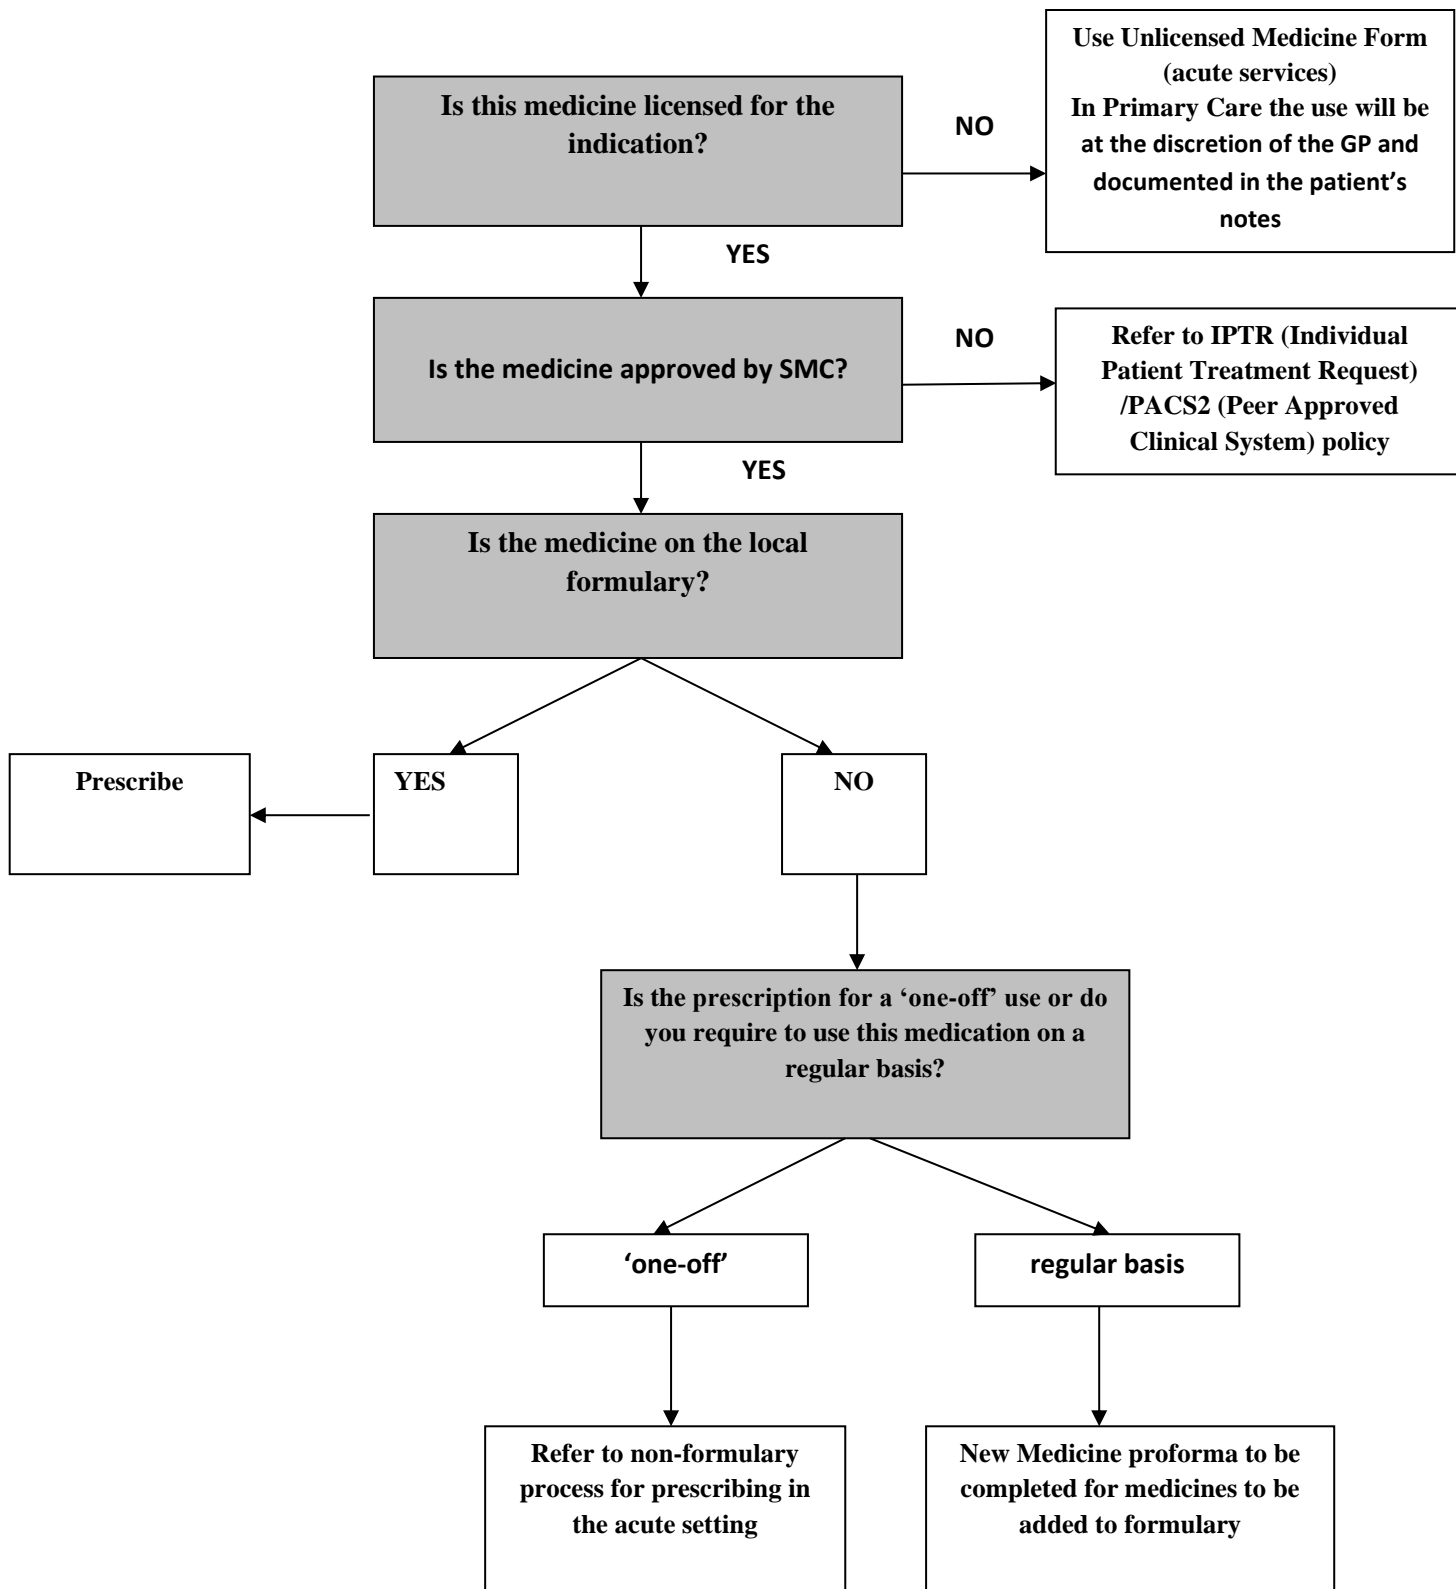 Is this medicine licensed for the
indication?
NO
Use Unlicensed Medicine Form
(acute services)
In Primary Care the use will be
at the discretion of the GP and
documented in the patient’s
notes
YES
Is the medicine approved by SMC?
NO
Refer to IPTR (Individual
Patient Treatment Request)
/PACS2 (Peer Approved
Clinical System) policy
YES
Is the medicine on the local
formulary?
Prescribe
YES
NO
Is the prescription for a ‘one-off’ use or do
you require to use this medication on a
regular basis?
‘one-off’
regular basis
Refer to non-formulary
process for prescribing in
the acute setting
New Medicine proforma to be
completed for medicines to be
added to formulary